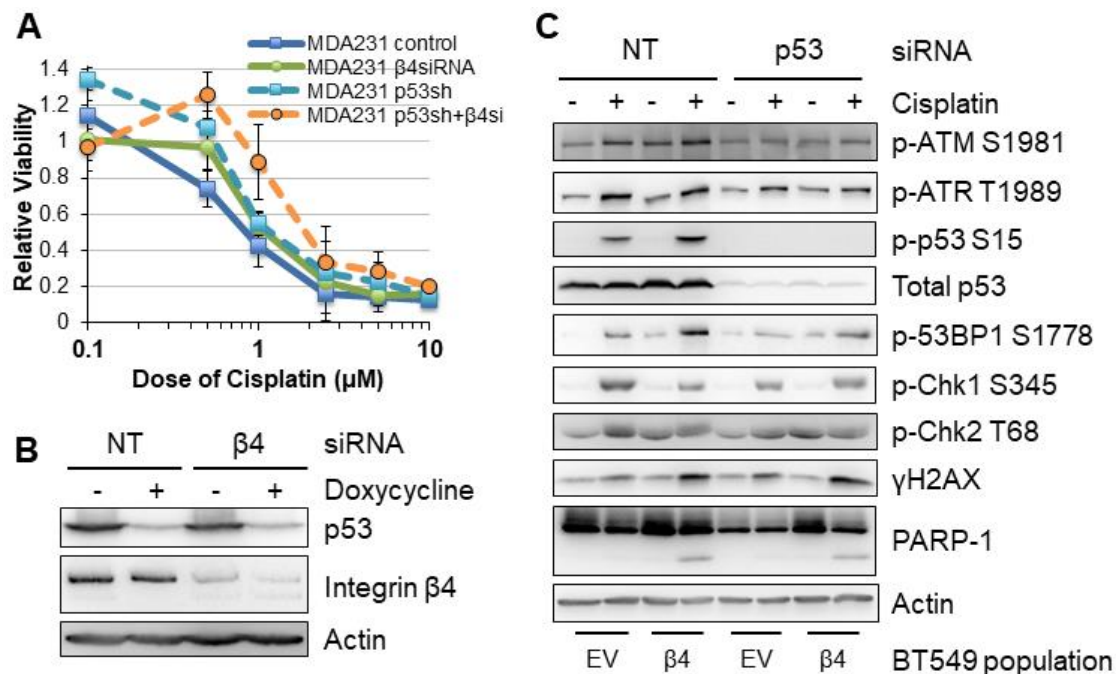 A
MDA231 control
MDA231 β4siRNA
MDA231 p53sh
MDA231 p53sh+β4si
Relative Viability
1.4
1.2
1
0.8
0.6
0.4
0.2
0
0.1 1 10
Dose of Cisplatin (µM)
B
NT β4 siRNA
- + - + Doxycycline
p53
Integrin β4
Actin
C
NT p53 siRNA
- + - + - + - + Cisplatin
p-ATM S1981
p-ATR T1989
p-p53 S15
Total p53
p-53BP1 S1778
p-Chk1 S345
p-Chk2 T68
γH2AX
PARP-1
Actin
EV β4 EV β4 BT549 population